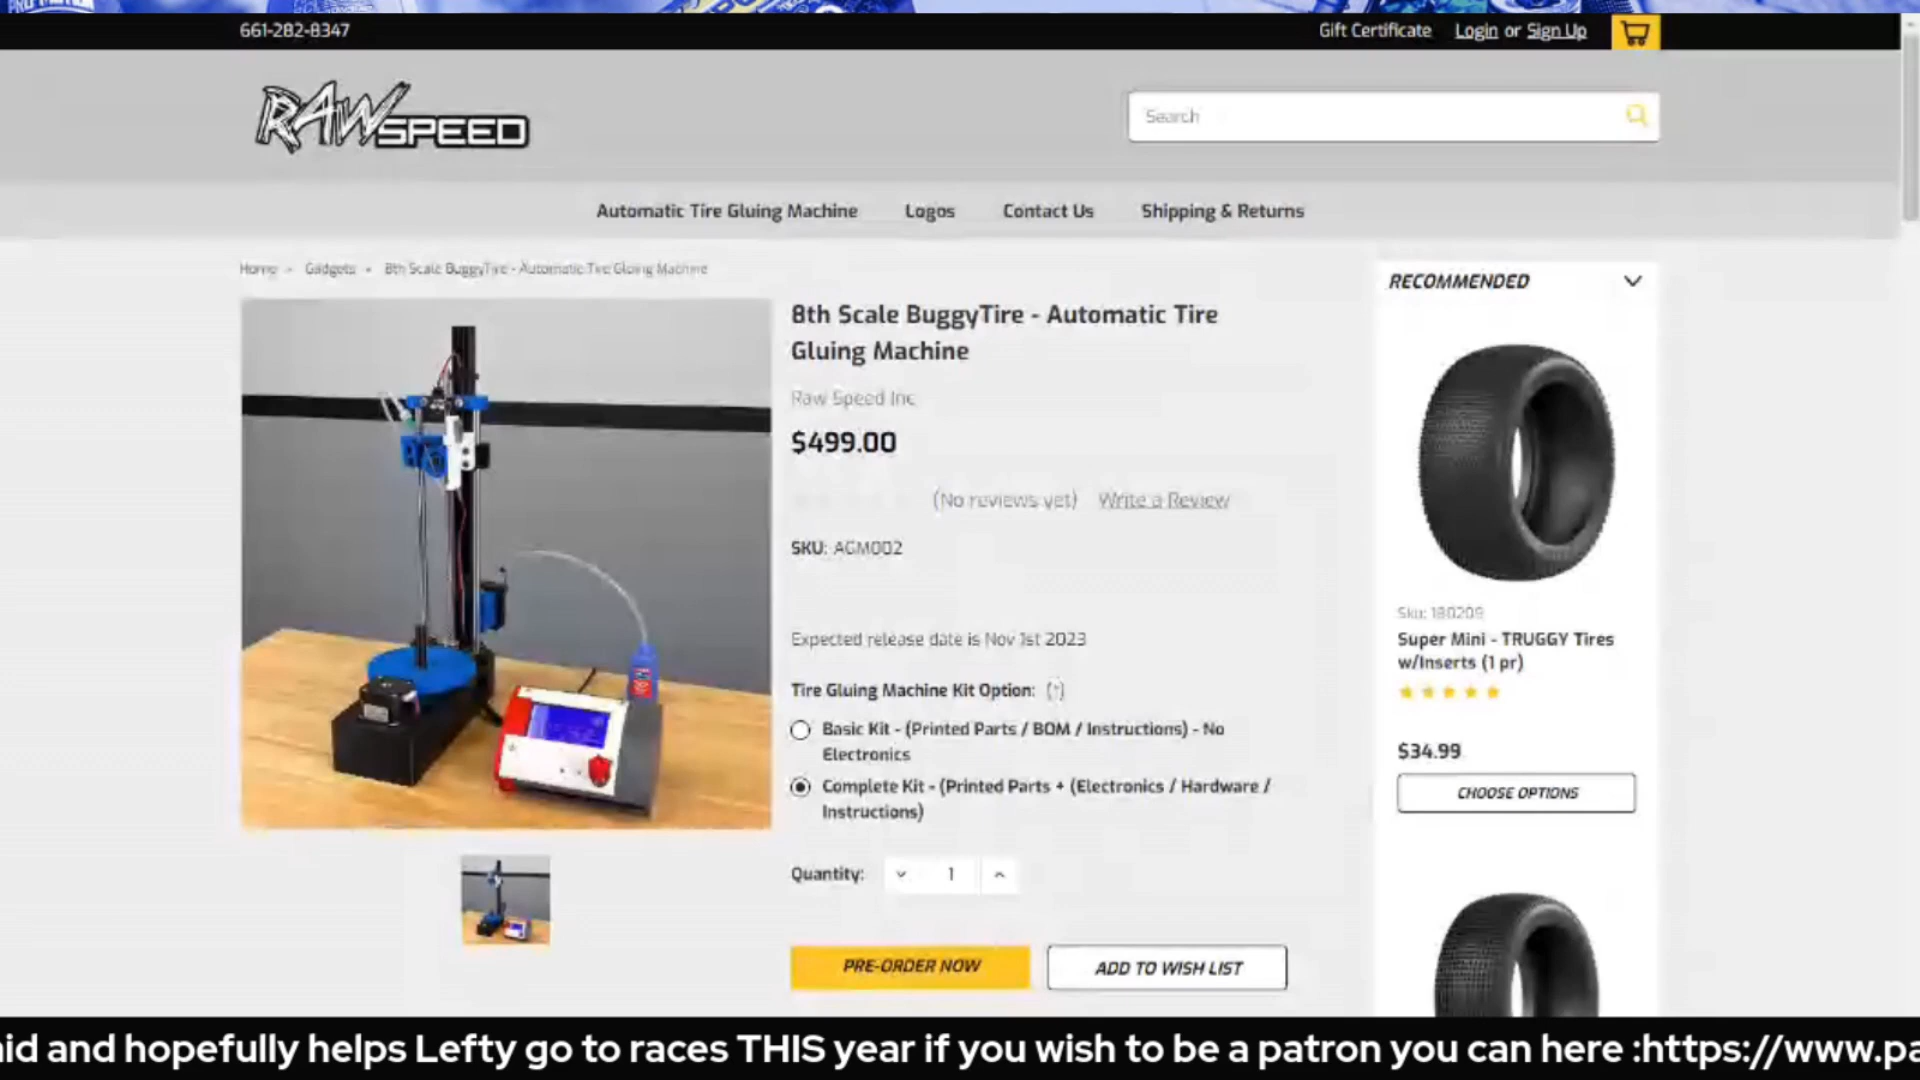 661-282-8347
Gift Certificate Login or Sign Up
RAW SPEED
Search
Automatic Tire Gluing Machine Logos Contact Us Shipping & Returns
Home • Gadgets • 8th Scale BuggyTire - Automatic Tire Gluing Machine
8th Scale BuggyTire - Automatic Tire
Gluing Machine
Raw Speed Inc
$499.00
(No reviews yet) Write a Review
SKU: AGM002
Expected release date is Nov 1st 2023
Tire Gluing Machine Kit Option: (*)
Basic Kit - (Printed Parts / BOM / Instructions) - No
Electronics
Complete Kit - (Printed Parts + (Electronics / Hardware /
Instructions)
Quantity: 1
PRE-ORDER NOW ADD TO WISH LIST
RECOMMENDED
Sku: 180209
Super Mini - TRUGGY Tires
w/Inserts (1 pr)
$34.99
CHOOSE OPTIONS
id and hopefully helps Lefty go to races THIS year if you wish to be a patron you can here :https://www.pa